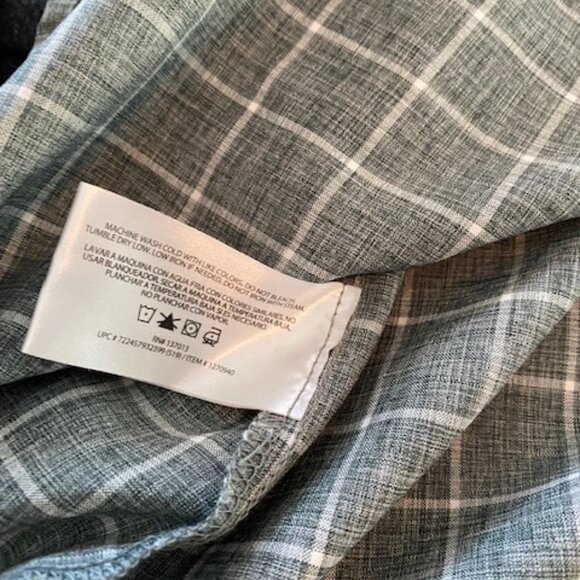 MACHINE WASH COLD WITH LIKE COLORS. DO NOT BLEACH.
TUMBLE DRY LOW. LOW IRON IF NEEDED. DO NOT IRON WITH STEAM.
LAVAR A MAQUINA CON AGUA FRIA CON COLORES SIMILARES. NO
USAR BLANQUEADOR. SECAR A MAQUINA A TEMPERATURA BAJA.
PLANCHAR A TEMPERATURA BAJA SI ES NECESARIO.
NO PLANCHAR CON VAPOR.
RN# 137013
UPC # 722457932399 (519) / ITEM # 1270940